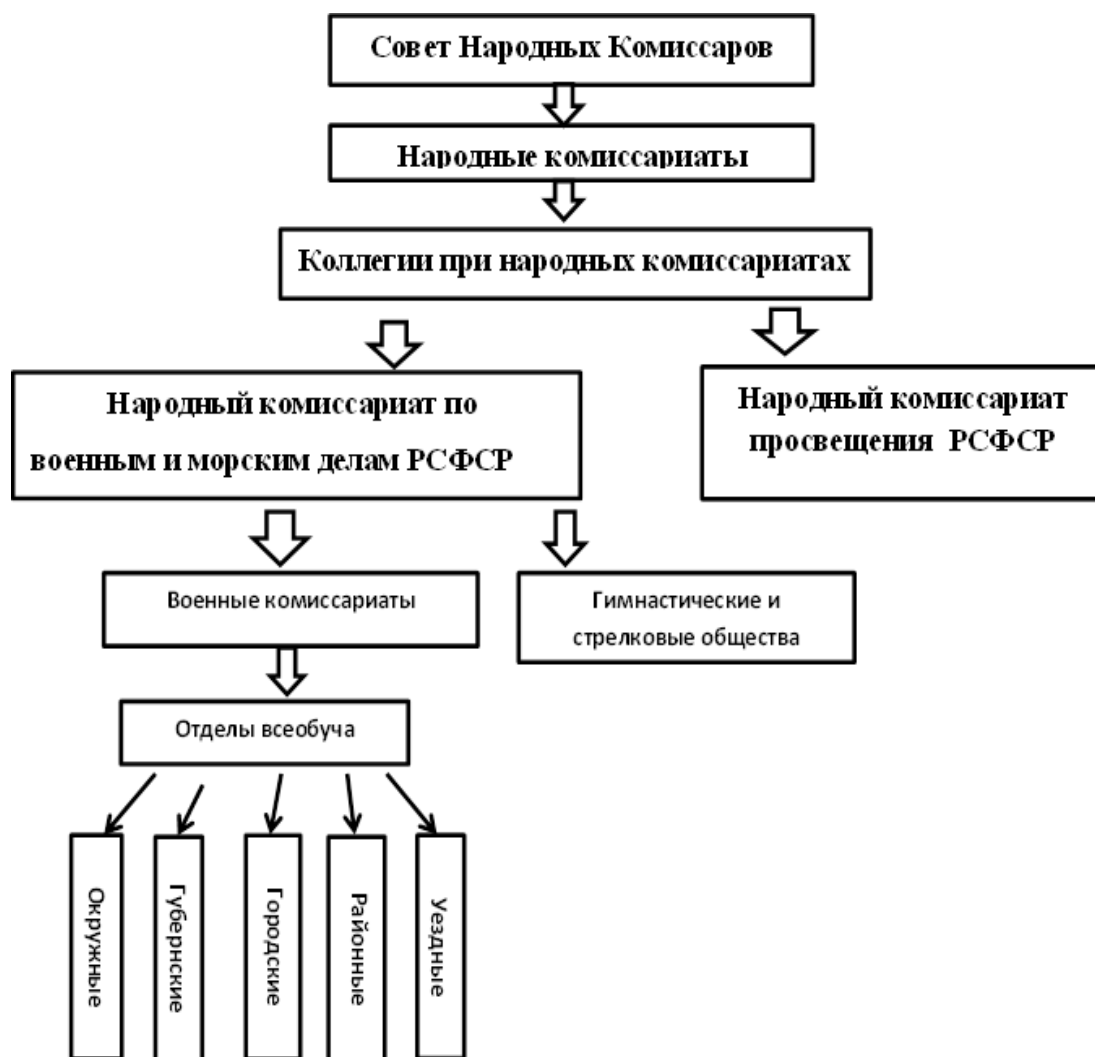 Совет Народных Комиссаров
Народные комиссариаты
Коллегии при народных комиссариатах
Народный комиссариат по
военным и морским делам РСФСР
Народный комиссариат
просвещения РСФСР
Военные комиссариаты
Гимнастические и
стрелковые общества
Отделы всеобуча
Окружные
Губернские
Городские
Районные
Уездные